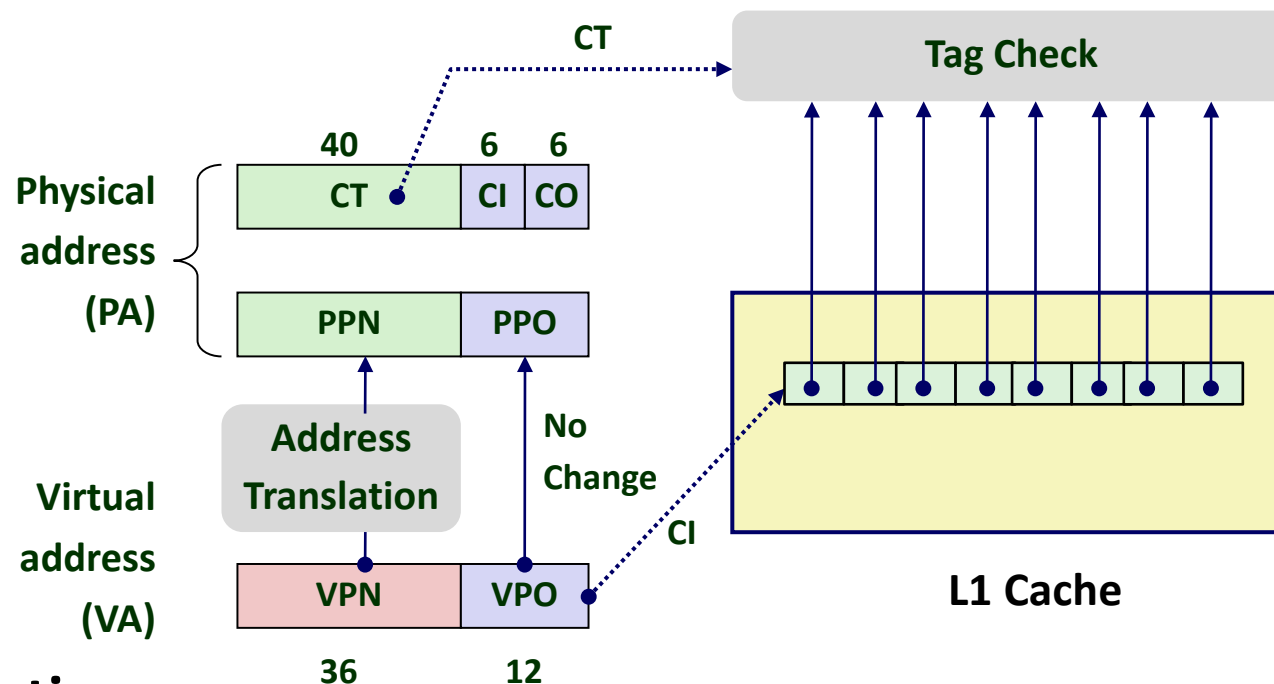 CT
Tag Check
40
6
6
Physical
address
(PA)
CT
CI
CO
PPN
PPO
Address
Translation
No
Change
Virtual
address
(VA)
CI
VPN
VPO
L1 Cache
36
12